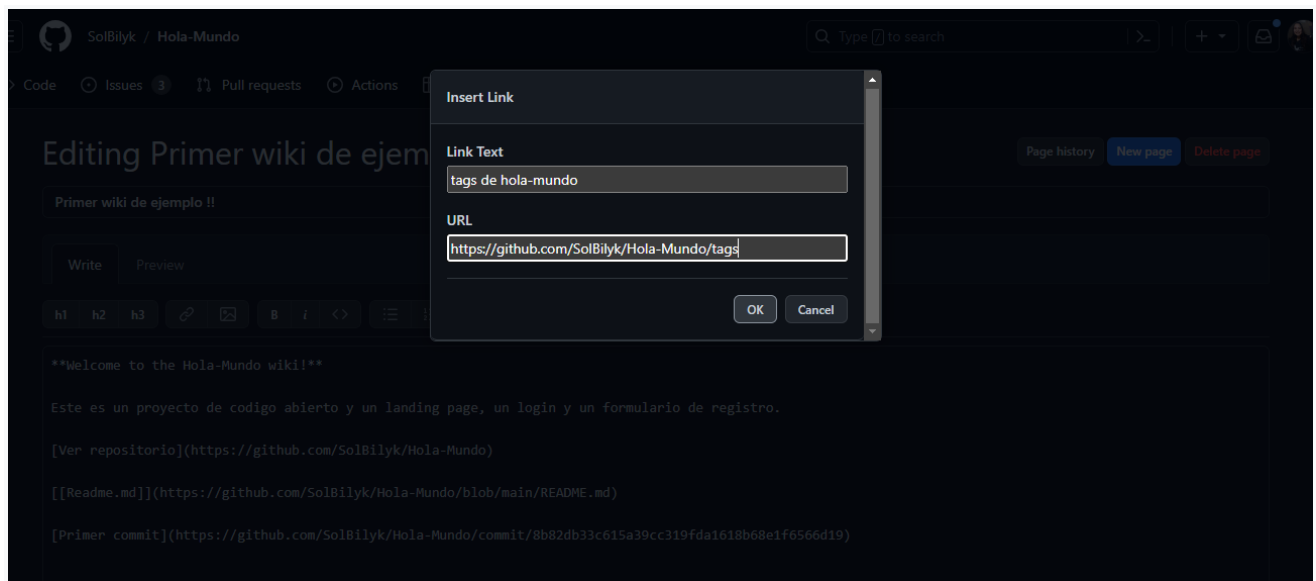 SolBilyk / Hola-Mundo
Type / to search
Code Issues 3 Pull requests Actions
Insert Link
Editing Primer wiki de ejem
Page history New page Delete page
Link Text
tags de hola-mundo
Primer wiki de ejemplo !!
URL
https://github.com/SolBilyk/Hola-Mundo/tags
Write Preview
h1 h2 h3 B i <>
OK Cancel
**Welcome to the Hola-Mundo wiki!**
Este es un proyecto de codigo abierto y un landing page, un login y un formulario de registro.
[Ver repositorio](https://github.com/SolBilyk/Hola-Mundo)
[[Readme.md]](https://github.com/SolBilyk/Hola-Mundo/blob/main/README.md)
[Primer commit](https://github.com/SolBilyk/Hola-Mundo/commit/8b82db33c615a39cc319fda1618b68e1f6566d19)